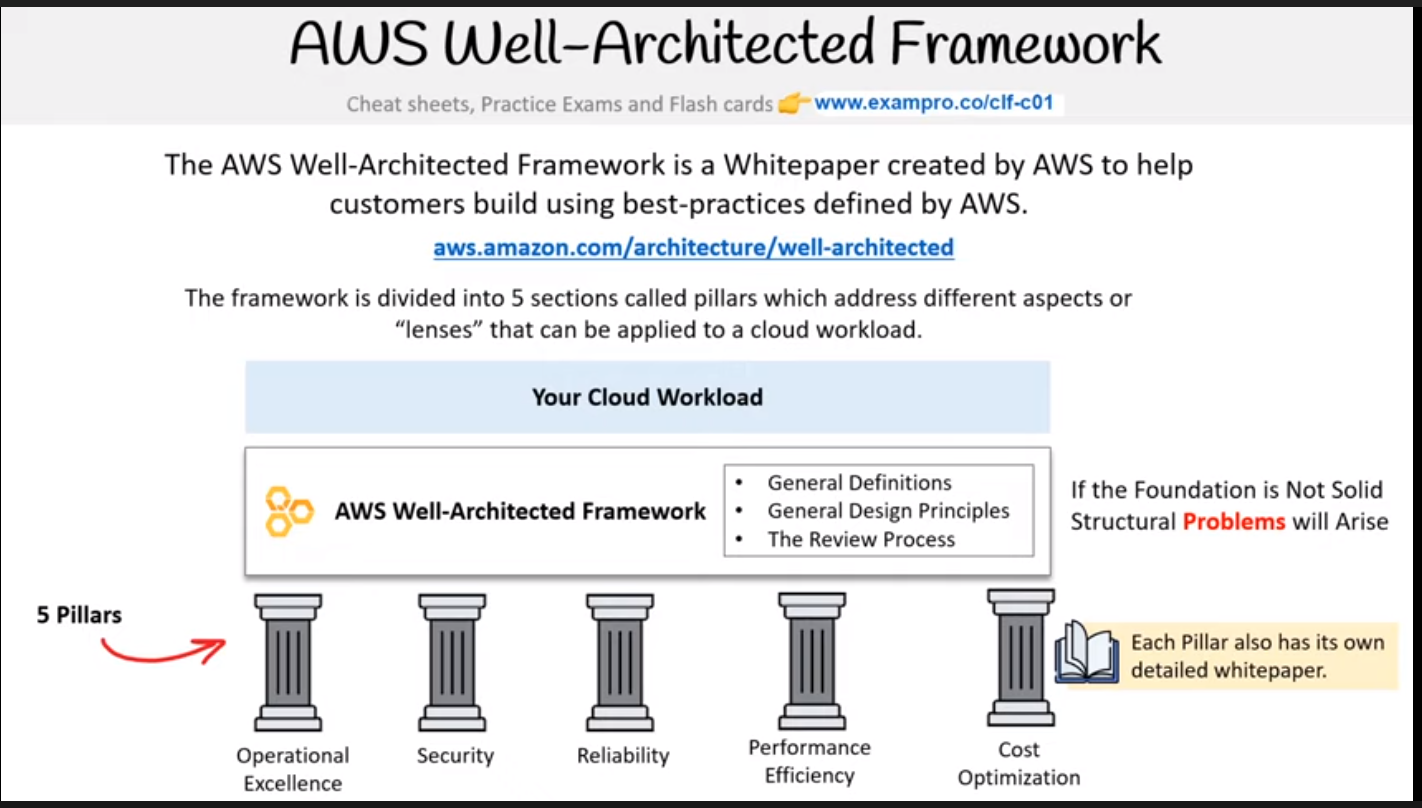 AWS Well-Architected Framework
Cheat sheets, Practice Exams and Flash cards 👉 www.exampro.co/clf-c01
The AWS Well-Architected Framework is a Whitepaper created by AWS to help
customers build using best-practices defined by AWS.
aws.amazon.com/architecture/well-architected
The framework is divided into 5 sections called pillars which address different aspects or
“lenses” that can be applied to a cloud workload.
Your Cloud Workload
AWS Well-Architected Framework
• General Definitions
• General Design Principles
• The Review Process
If the Foundation is Not Solid
Structural Problems will Arise
5 Pillars
Each Pillar also has its own
detailed whitepaper.
Operational
Excellence
Security
Reliability
Performance
Efficiency
Cost
Optimization